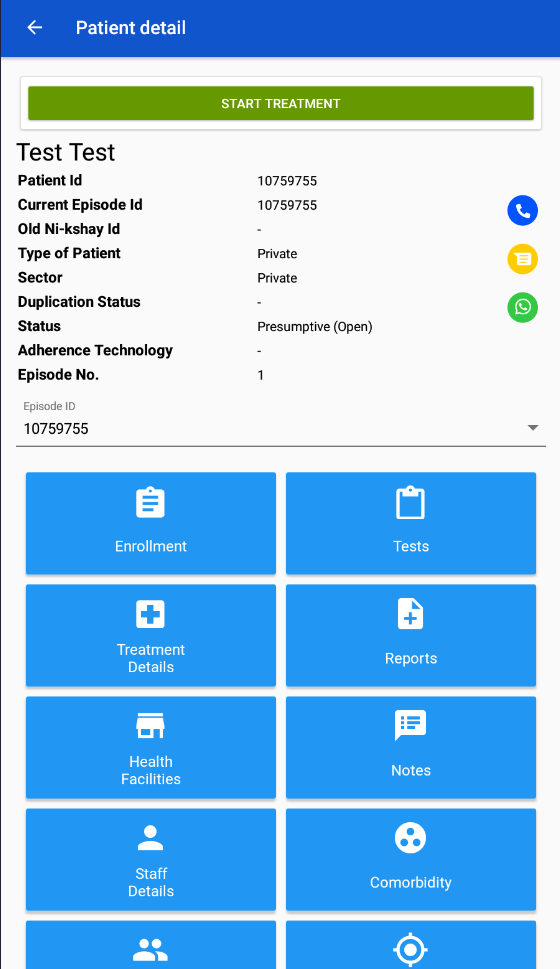 Patient detail
START TREATMENT
Test Test
Patient Id 10759755
Current Episode Id 10759755
Old Ni-kshay Id -
Type of Patient Private
Sector Private
Duplication Status -
Status Presumptive (Open)
Adherence Technology -
Episode No. 1
Episode ID
10759755
Enrollment
Tests
Treatment
Details
Reports
Health
Facilities
Notes
Staff
Details
Comorbidity